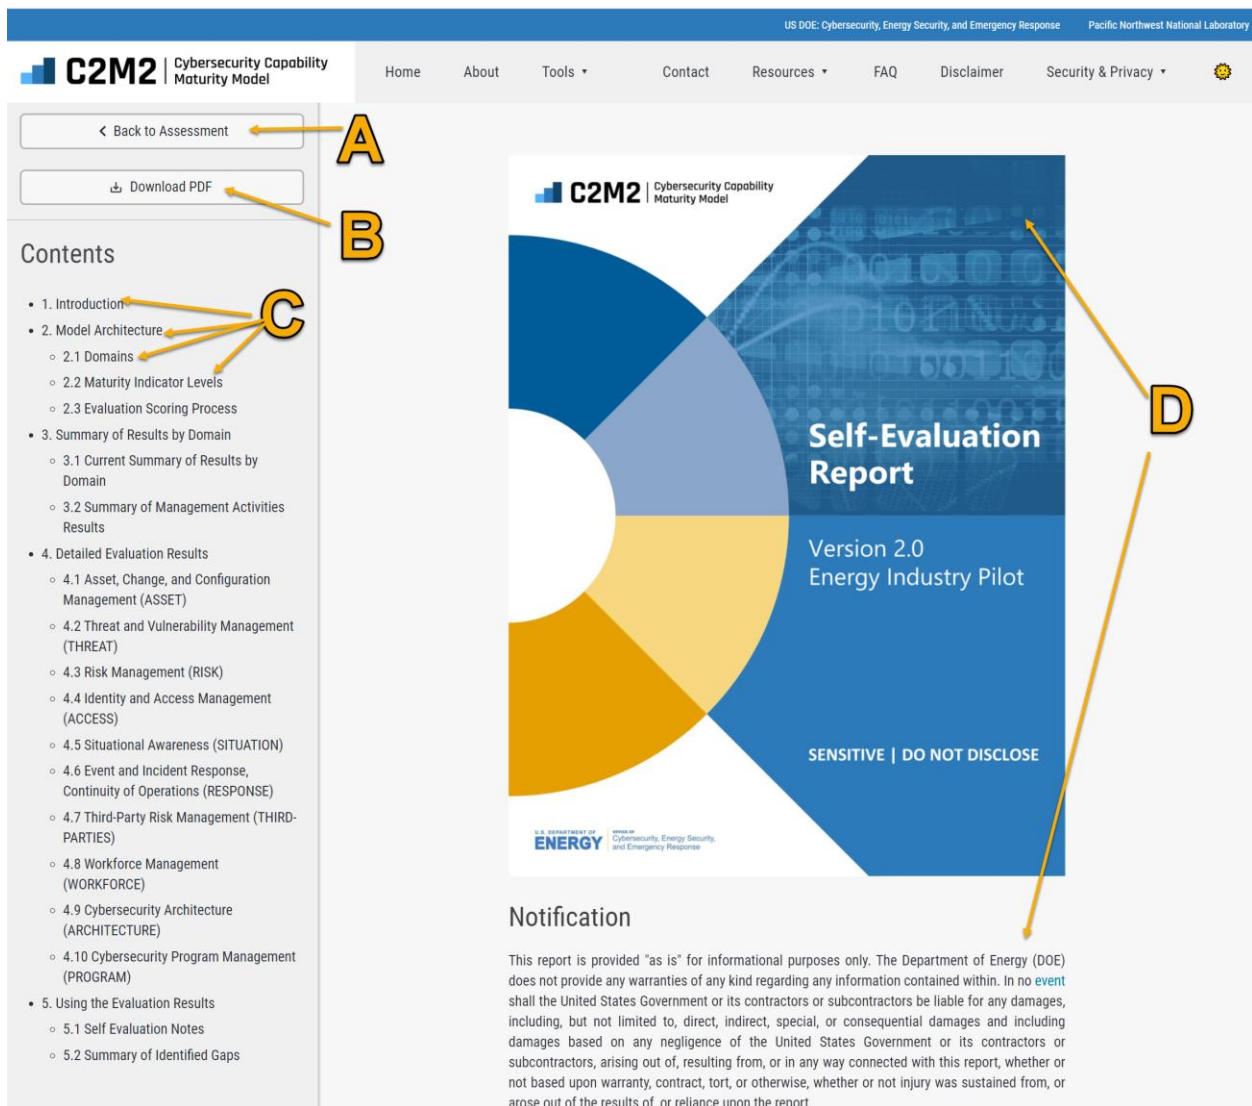 US DOE: Cybersecurity, Energy Security, and Emergency Response Pacific Northwest National Laboratory
C2M2 Cybersecurity Capability
Maturity Model
Home About Tools Contact Resources FAQ Disclaimer Security & Privacy
Back to Assessment
A
Download PDF
B
Contents
1. Introduction
C
2. Model Architecture
2.1 Domains
2.2 Maturity Indicator Levels
2.3 Evaluation Scoring Process
3. Summary of Results by Domain
3.1 Current Summary of Results by
Domain
3.2 Summary of Management Activities
Results
4. Detailed Evaluation Results
4.1 Asset, Change, and Configuration
Management (ASSET)
4.2 Threat and Vulnerability Management
(THREAT)
4.3 Risk Management (RISK)
4.4 Identity and Access Management
(ACCESS)
4.5 Situational Awareness (SITUATION)
4.6 Event and Incident Response,
Continuity of Operations (RESPONSE)
4.7 Third-Party Risk Management (THIRD-
PARTIES)
4.8 Workforce Management
(WORKFORCE)
4.9 Cybersecurity Architecture
(ARCHITECTURE)
4.10 Cybersecurity Program Management
(PROGRAM)
5. Using the Evaluation Results
5.1 Self Evaluation Notes
5.2 Summary of Identified Gaps
C2M2 Cybersecurity Capability
Maturity Model
D
Self-Evaluation
Report
Version 2.0
Energy Industry Pilot
SENSITIVE | DO NOT DISCLOSE
U.S. DEPARTMENT OF
ENERGY
OFFICE OF
Cybersecurity, Energy Security,
and Emergency Response
Notification
This report is provided "as is" for informational purposes only. The Department of Energy (DOE)
does not provide any warranties of any kind regarding any information contained within. In no event
shall the United States Government or its contractors or subcontractors be liable for any damages,
including, but not limited to, direct, indirect, special, or consequential damages and including
damages based on any negligence of the United States Government or its contractors or
subcontractors, arising out of, resulting from, or in any way connected with this report, whether or
not based upon warranty, contract, tort, or otherwise, whether or not injury was sustained from, or
arose out of the results of, or reliance upon the report.